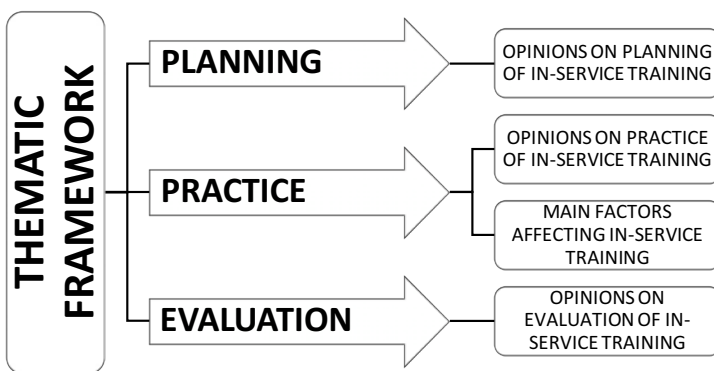 THEMATIC
FRAMEWORK
PLANNING
OPINIONS ON PLANNING
OF IN-SERVICE TRAINING
PRACTICE
OPINIONS ON PRACTICE
OF IN-SERVICE TRAINING
MAIN FACTORS
AFFECTING IN-SERVICE
TRAINING
EVALUATION
OPINIONS ON
EVALUATION OF IN-
SERVICE TRAINING